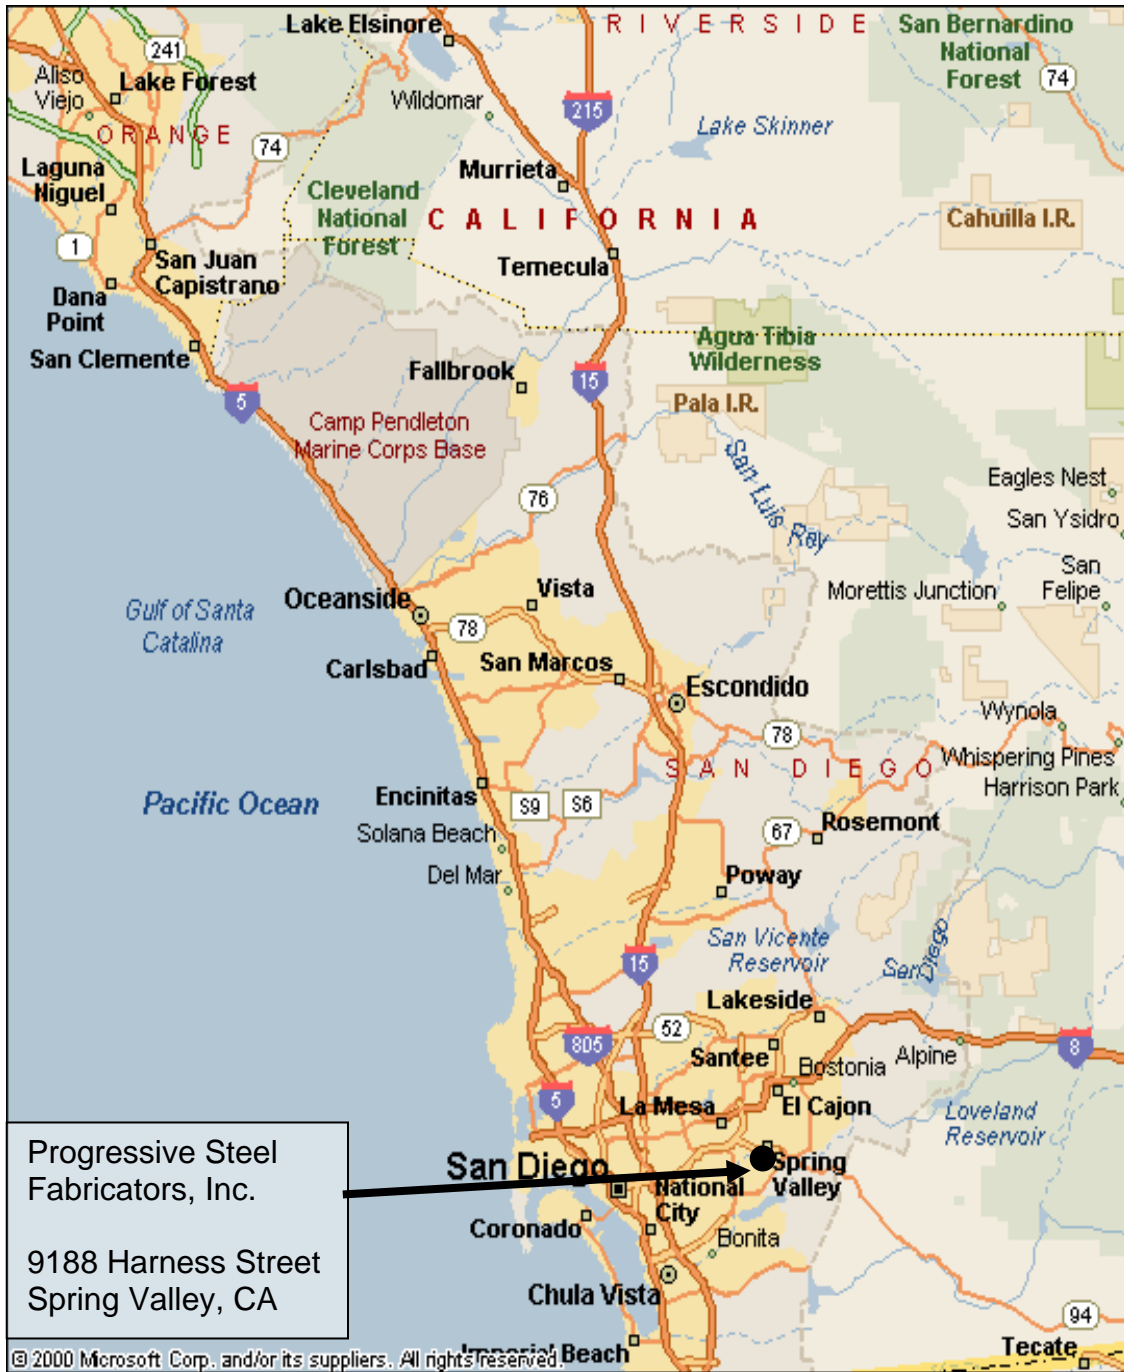 Lake Elsinore
RIVERSIDE
San Bernardino
National
Forest
241
Aliso
Viejo
Lake Forest
74
Wildomar
215
Lake Skinner
ORANGE
74
Laguna
Niguel
Murrieta
Cleveland
National
Forest
CALIFORNIA
Cahuilla I.R.
1
San Juan
Capistrano
Temecula
Dana
Point
San Clemente
Agua Tibia
Wilderness
Fallbrook
15
5
Pala I.R.
Camp Pendleton
Marine Corps Base
San Luis Rey
Eagles Nest
76
San Ysidro
San
Felipe
Morettis Junction
Vista
Oceanside
Gulf of Santa
Catalina
78
Carlsbad
San Marcos
Escondido
Wynola
78
SAN DIEGO
Whispering Pines
Harrison Park
Pacific Ocean
Encinitas
S9
S6
Solana Beach
67
Rosemont
Del Mar
Poway
San Vicente
Reservoir
San Diego
15
Lakeside
52
805
Santee
Alpine
8
Bostonia
5
La Mesa
El Cajon
Loveland
Reservoir
Progressive Steel
Fabricators, Inc.
9188 Harness Street
Spring Valley, CA
San Diego
Spring
Valley
National
City
Coronado
Bonita
Chula Vista
94
Imperial Beach
Tecate
© 2000 Microsoft Corp. and/or its suppliers. All rights reserved.